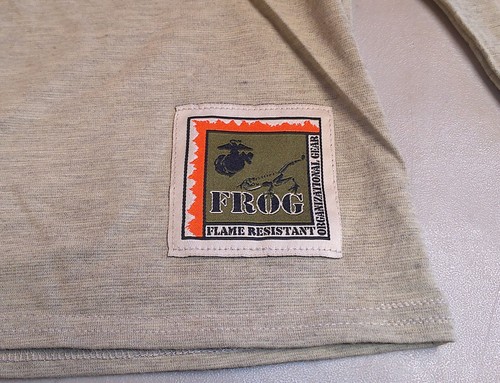 FROG
FLAME RESISTANT
ORGANIZATIONAL GEAR